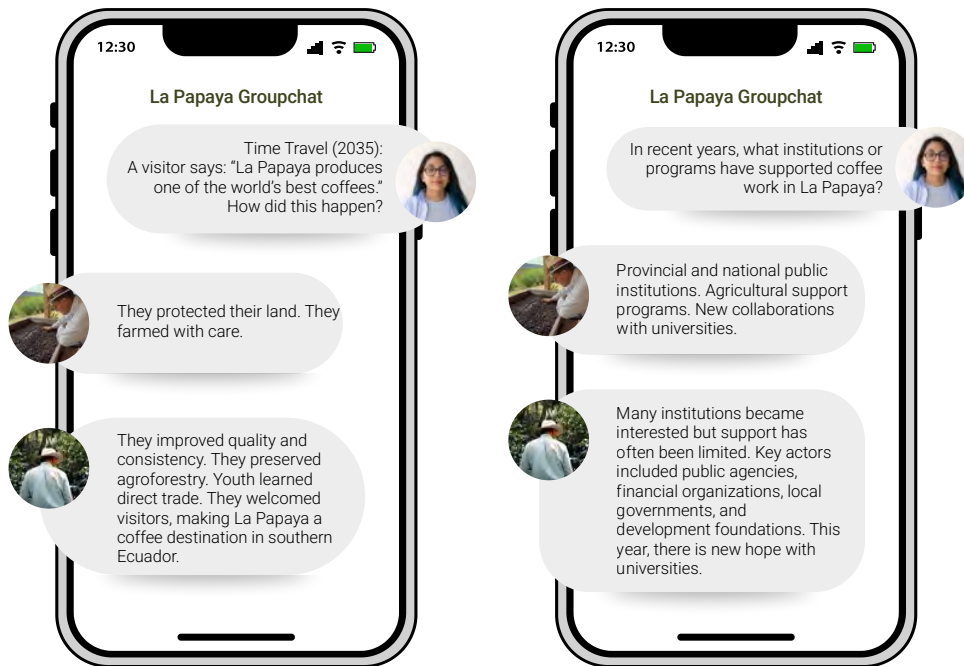 12:30
La Papaya Groupchat
Time Travel (2035):
A visitor says: “La Papaya produces
one of the world’s best coffees.”
How did this happen?
They protected their land. They
farmed with care.
They improved quality and
consistency. They preserved
agroforestry. Youth learned
direct trade. They welcomed
visitors, making La Papaya a
coffee destination in southern
Ecuador.
12:30
La Papaya Groupchat
In recent years, what institutions or
programs have supported coffee
work in La Papaya?
Provincial and national public
institutions. Agricultural support
programs. New collaborations
with universities.
Many institutions became
interested but support has
often been limited. Key actors
included public agencies,
financial organizations, local
governments, and
development foundations. This
year, there is new hope with
universities.